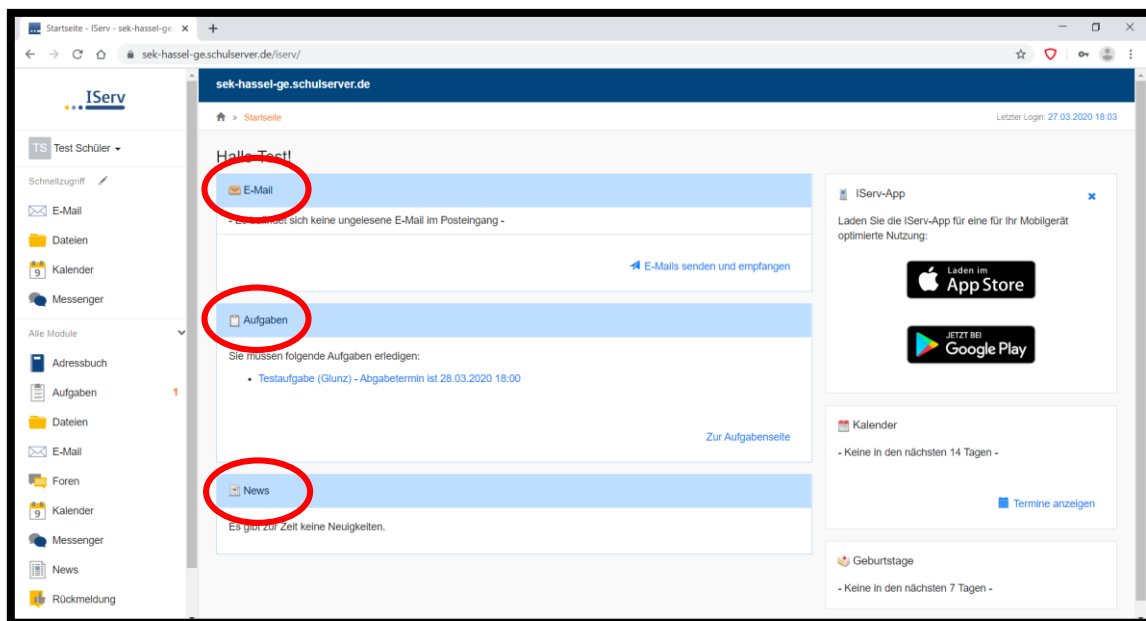 Startseite - IServ - sek-hassel-ge
sek-hassel-ge.schulserver.de/iserv/
IServ
TS Test Schüler
Schnellzugriff
E-Mail
Dateien
9 Kalender
Messenger
Alle Module
Adressbuch
Aufgaben 1
Dateien
E-Mail
Foren
9 Kalender
Messenger
News
Rückmeldung
sek-hassel-ge.schulserver.de
» Startseite
Letzter Login: 27.03.2020 18:03
Hallo Test!
E-Mail
- Es befindet sich keine ungelesene E-Mail im Posteingang -
E-Mails senden und empfangen
Aufgaben
Sie müssen folgende Aufgaben erledigen:
• Testaufgabe (Glunz) - Abgabetermin ist 28.03.2020 18:00
Zur Aufgabenseite
News
Es gibt zur Zeit keine Neuigkeiten.
IServ-App
Laden Sie die IServ-App für eine für Ihr Mobilgerät
optimierte Nutzung:
Laden im
App Store
JETZT BEI
Google Play
Kalender
- Keine in den nächsten 14 Tagen -
Termine anzeigen
Geburtstage
- Keine in den nächsten 7 Tagen -